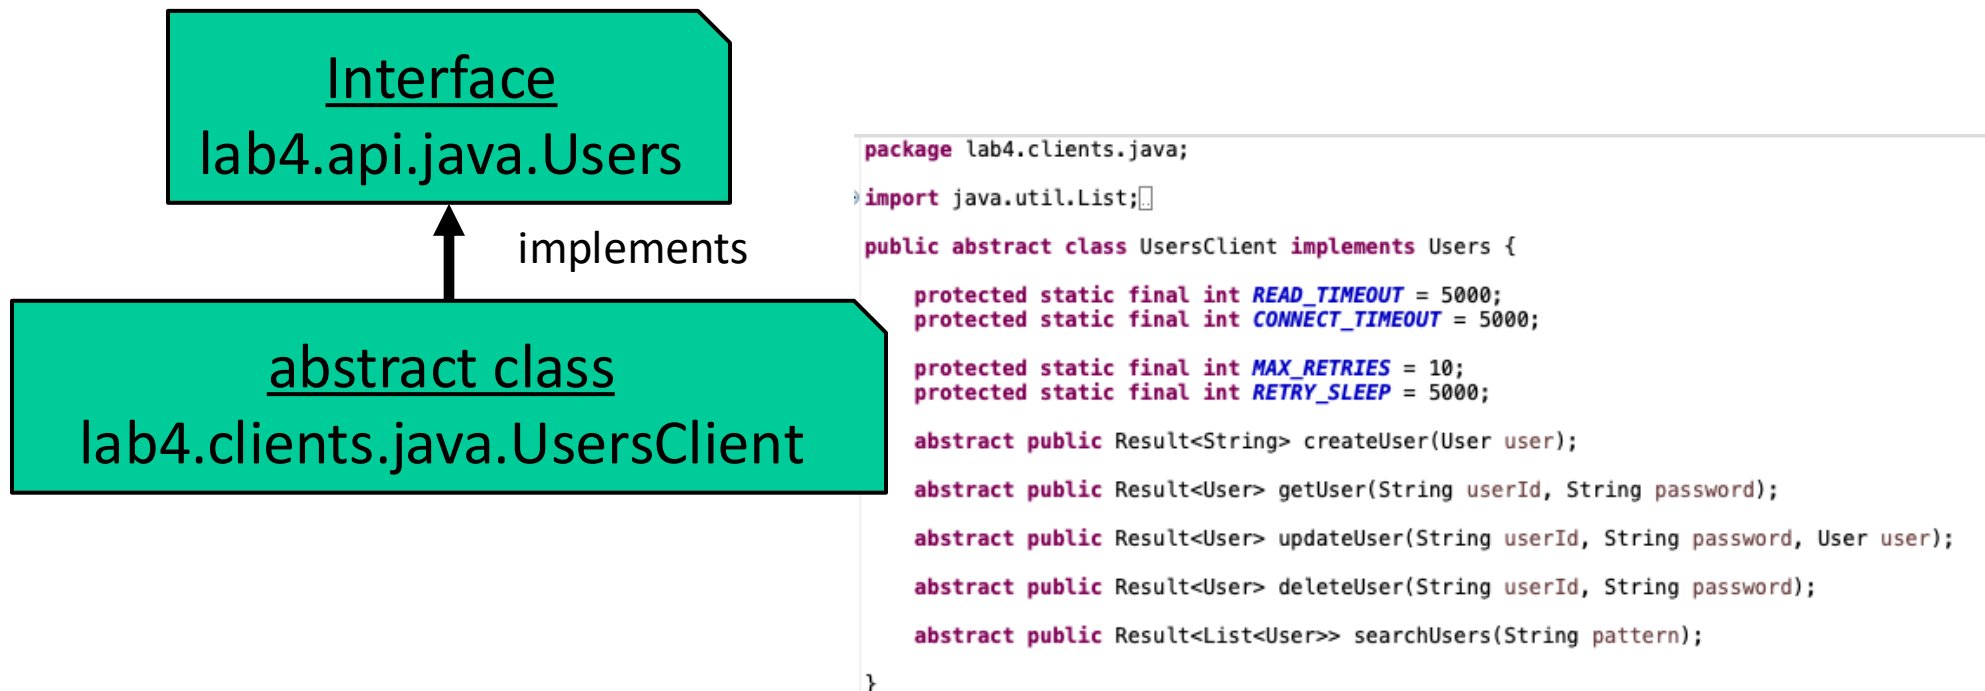 Interface
lab4.api.java.Users
implements
abstract class
lab4.clients.java.UsersClient
package lab4.clients.java;
import java.util.List;
public abstract class UsersClient implements Users {
protected static final int READ_TIMEOUT = 5000;
protected static final int CONNECT_TIMEOUT = 5000;
protected static final int MAX_RETRIES = 10;
protected static final int RETRY_SLEEP = 5000;
abstract public Result<String> createUser(User user);
abstract public Result<User> getUser(String userId, String password);
abstract public Result<User> updateUser(String userId, String password, User user);
abstract public Result<User> deleteUser(String userId, String password);
abstract public Result<List<User>> searchUsers(String pattern);
}